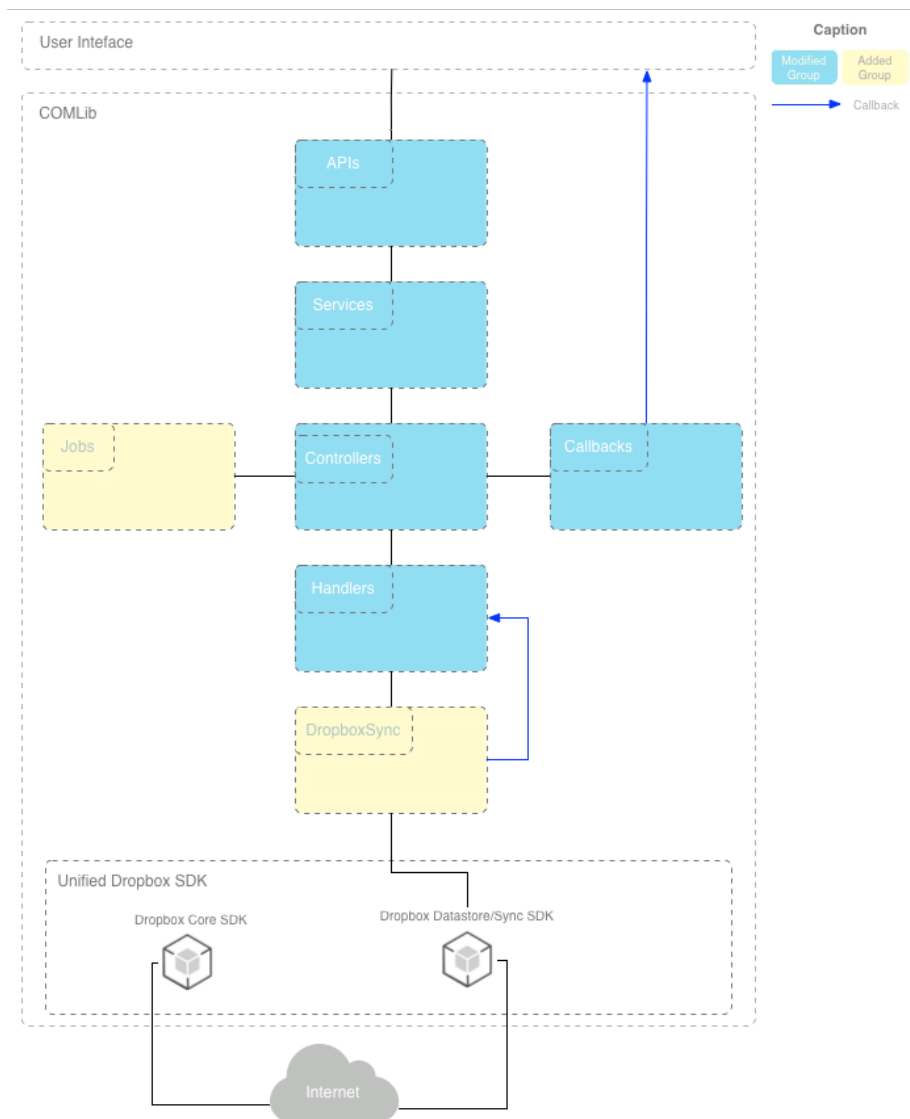 User Inteface
Caption
Modified
Group
Added
Group
Callback
COMLib
APIs
Services
Jobs
Controllers
Callbacks
Handlers
DropboxSync
Unified Dropbox SDK
Dropbox Core SDK
Dropbox Datastore/Sync SDK
Internet